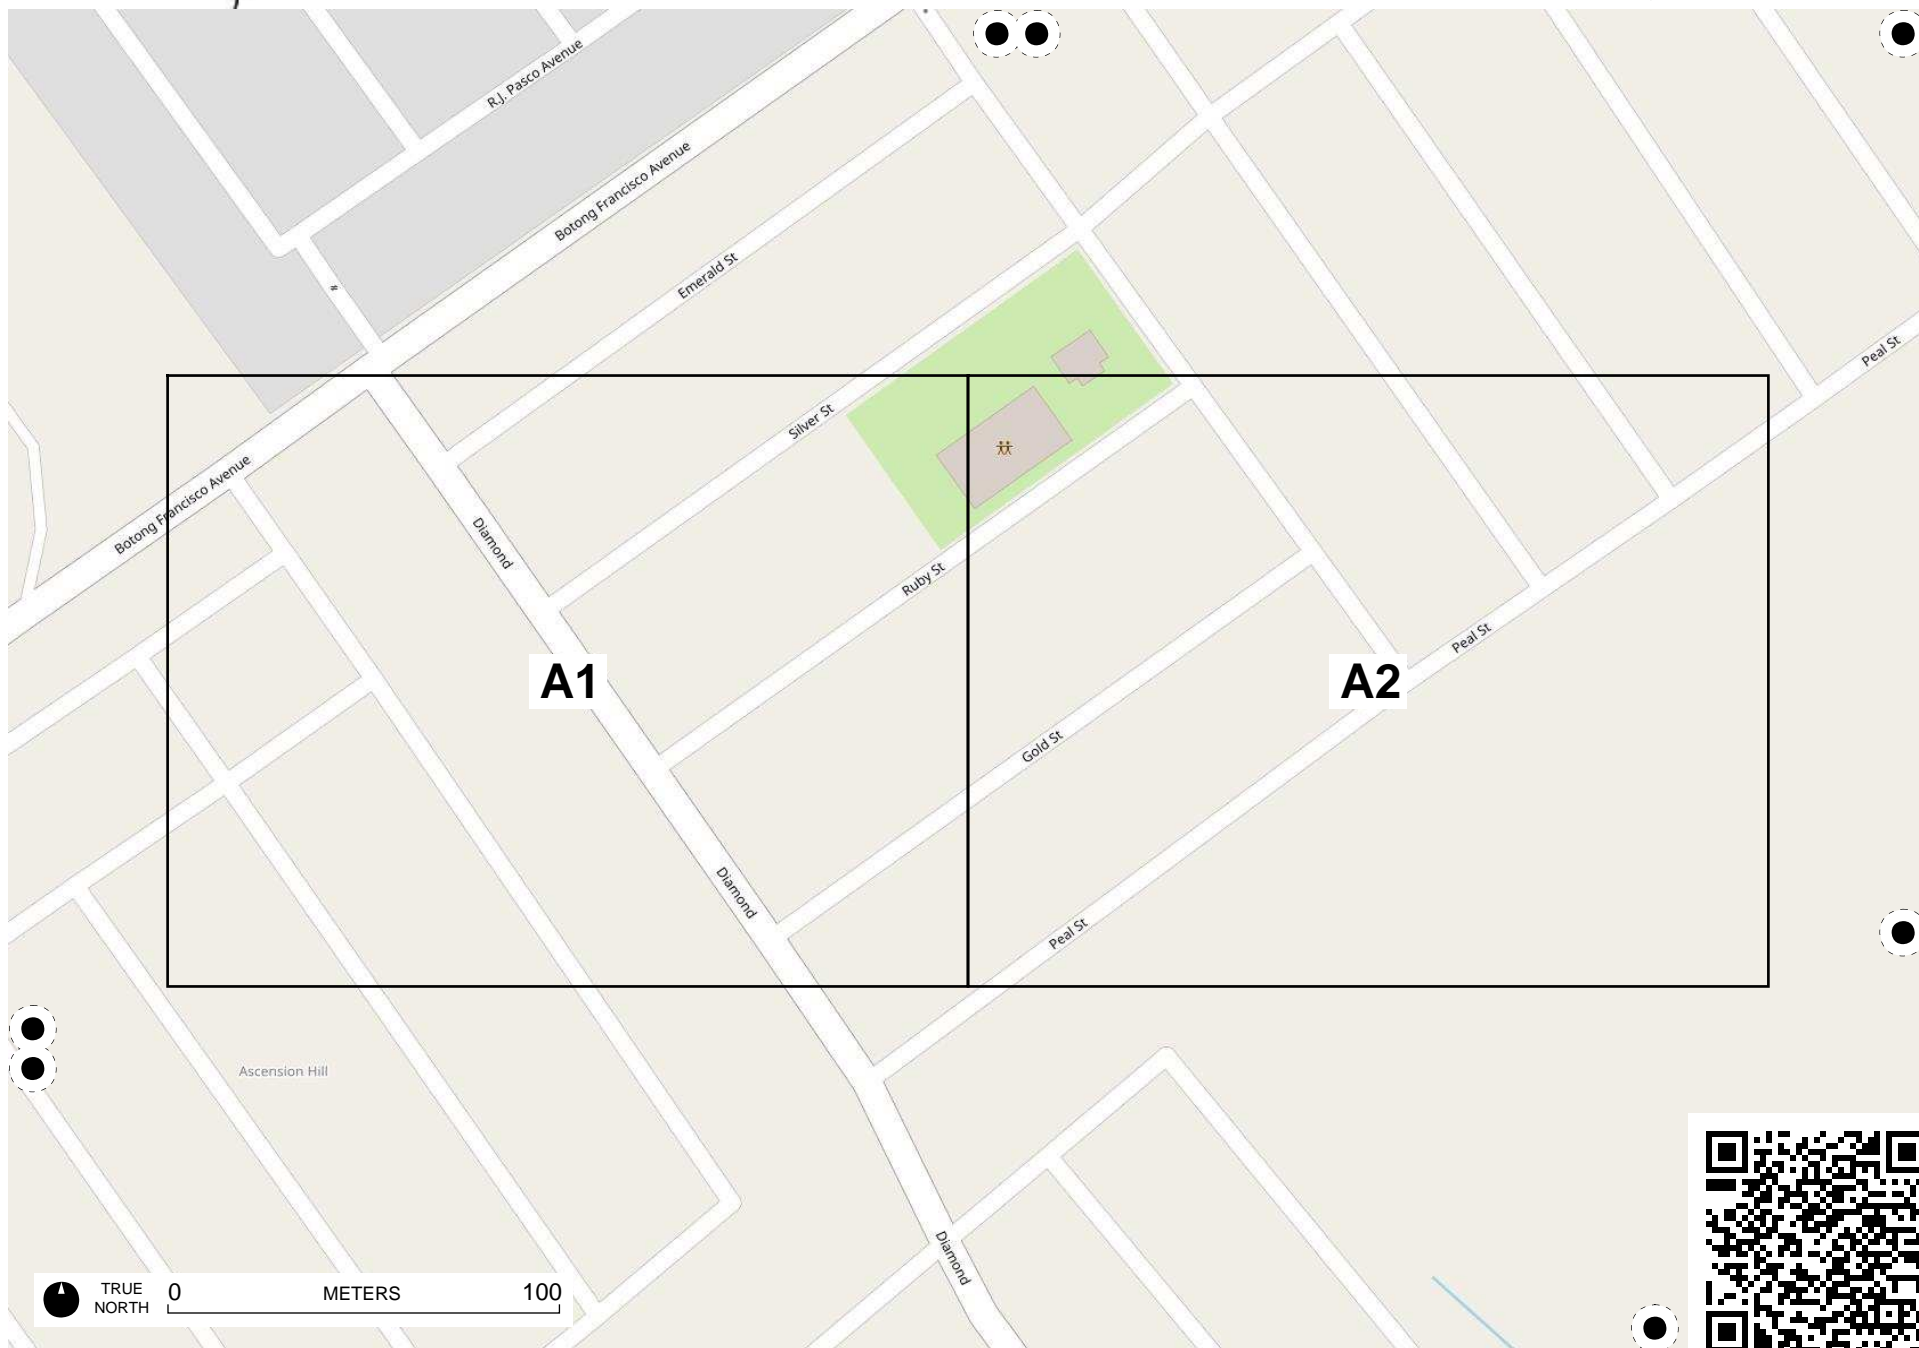 R.J. Pasco Avenue
Botong Francisco Avenue
Emerald St
Peal St
Silver St
Botong Francisco Avenue
Diamond
Ruby St
Peal St
A1
A2
Gold St
Diamond
Peal St
Ascension Hill
Diamond
TRUE NORTH
0 METERS 100